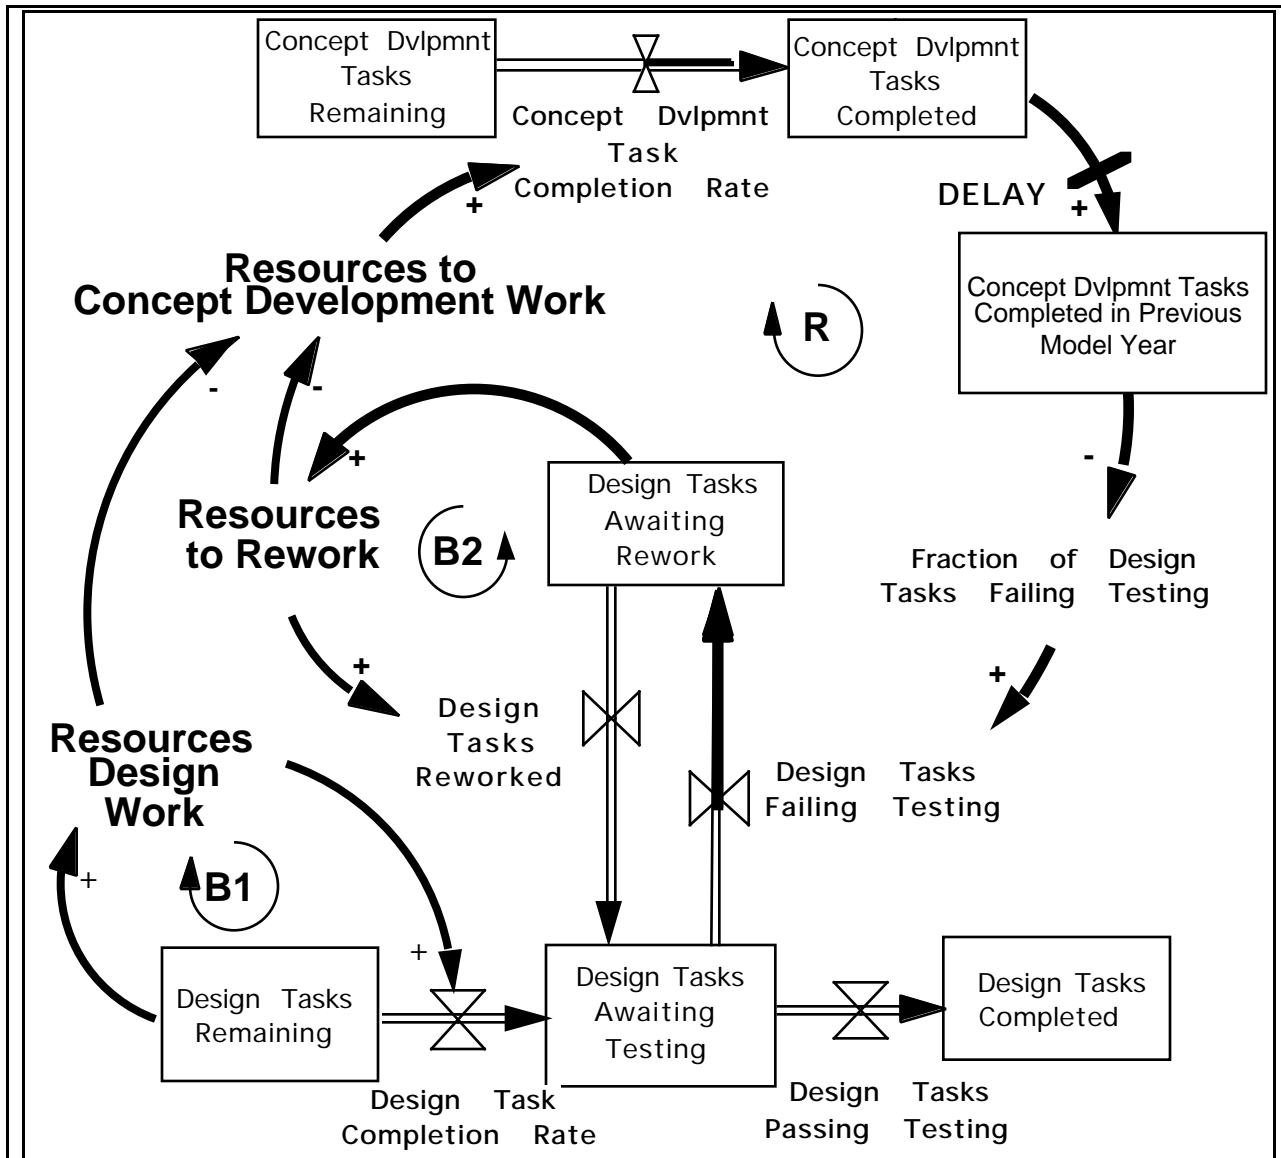 Concept Dvlpmnt
Tasks
Remaining
Concept Dvlpmnt
Task
Completion Rate
Concept Dvlpmnt
Tasks
Completed
DELAY
+
+
Resources to
Concept Development Work
R
Concept Dvlpmnt Tasks
Completed in Previous
Model Year
-
-
-
+
Resources
to Rework
B2
Design Tasks
Awaiting
Rework
Fraction of Design
Tasks Failing Testing
+
+
Design
Tasks
Reworked
Resources
Design
Work
Design Tasks
Failing Testing
B1
+
+
Design Tasks
Remaining
Design Tasks
Awaiting
Testing
Design Tasks
Completed
Design Task
Completion Rate
Design Tasks
Passing Testing